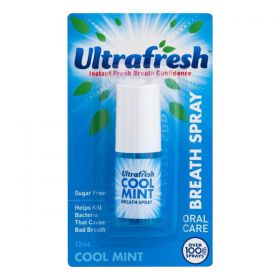 Ultrafresh™
Instant Fresh Breath Confidence
Sugar Free
Helps Kill
Bacteria
That Cause
Bad Breath
12mL
COOL MINT
Ultrafresh
COOL
MINT
BREATH SPRAY
BREATH SPRAY
ORAL
CARE
OVER
100
SPRAYS